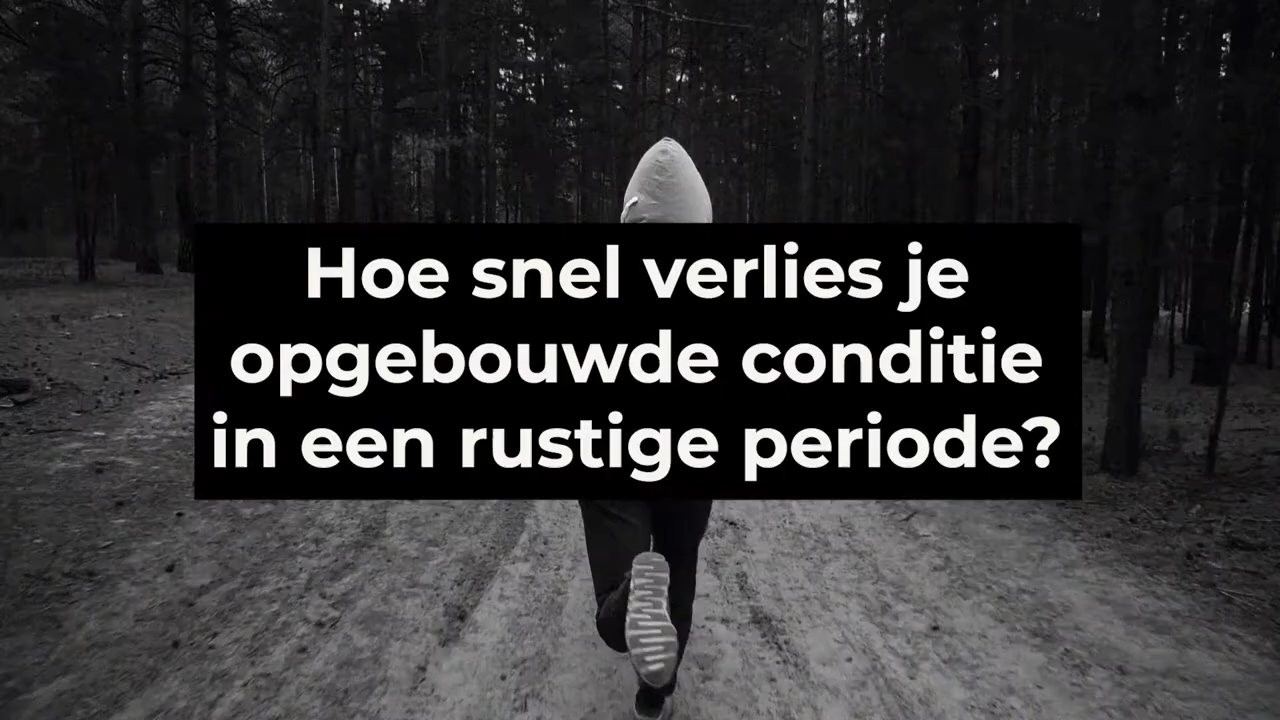 Hoe snel verlies je
opgebouwde conditie
in een rustige periode?